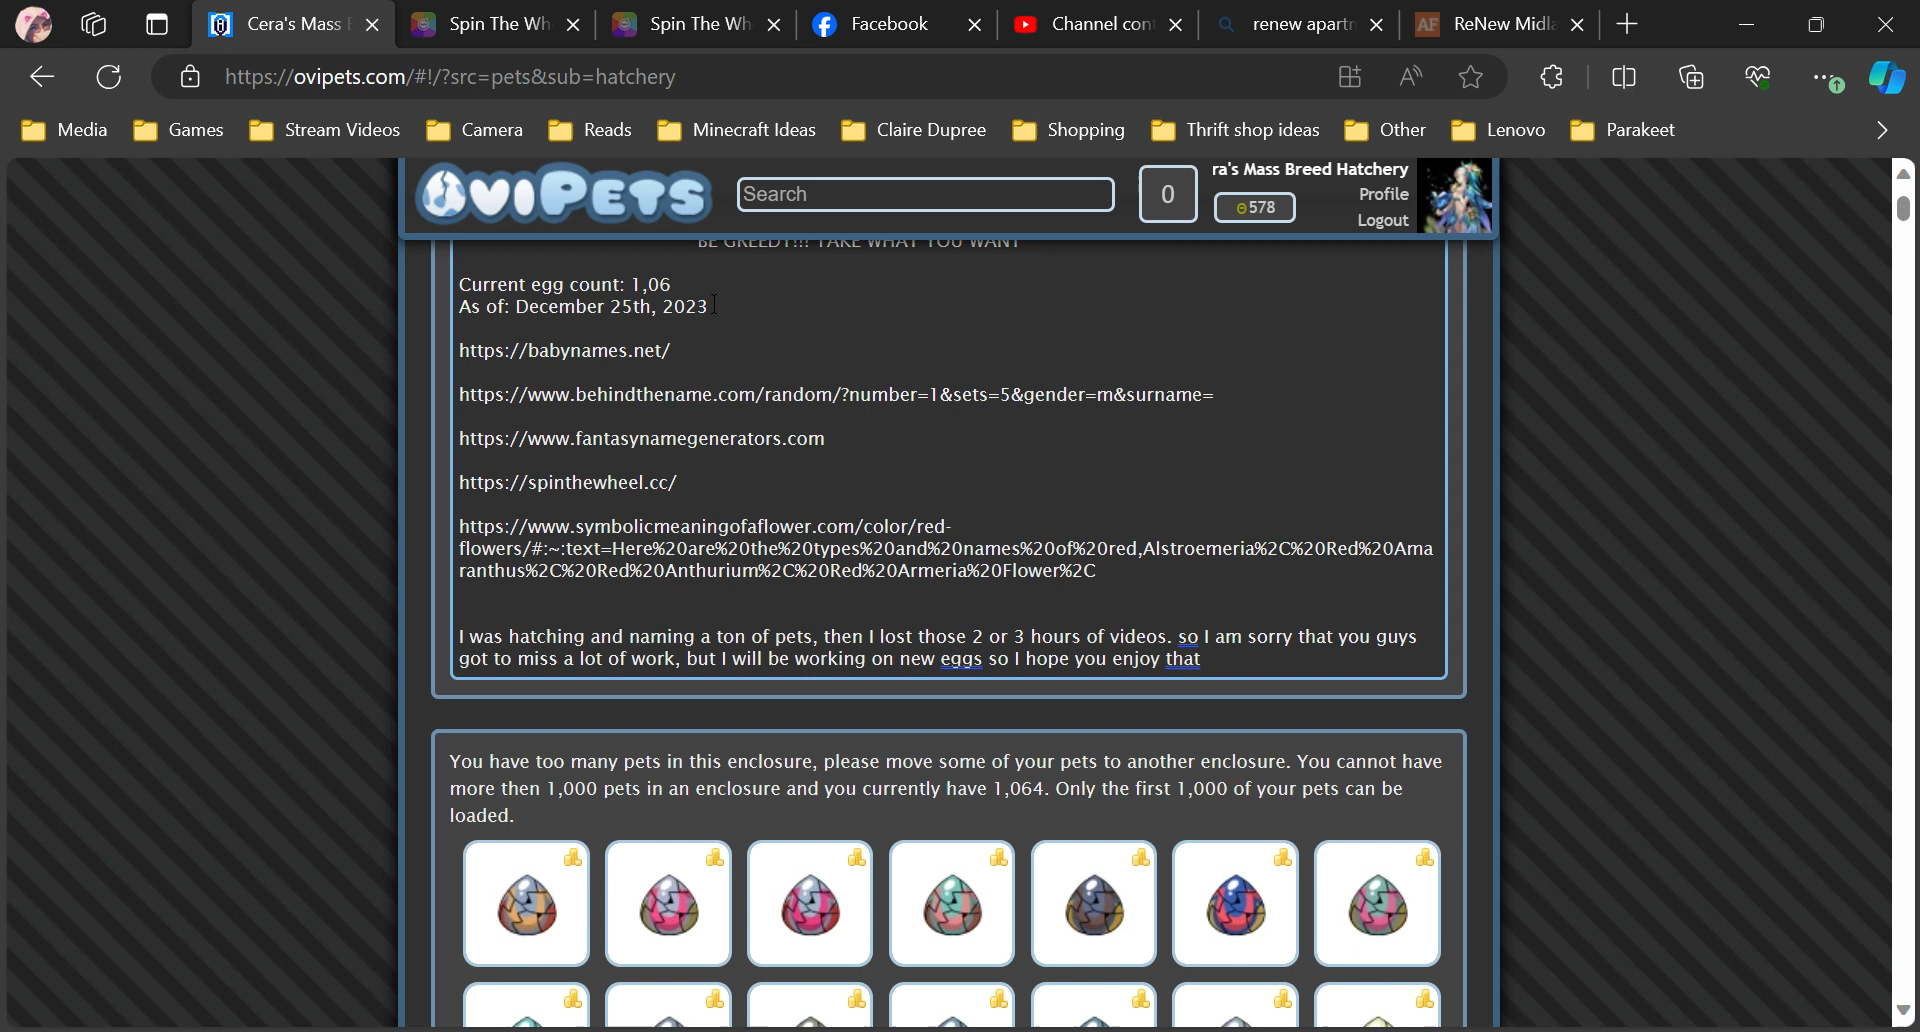 Cera's Mass
Spin The Wh
Spin The Wh
Facebook
Channel con
renew apartn
AF ReNew Midl
https://ovipets.com/#!/?src=pets&sub=hatchery
Media
Games
Stream Videos
Camera
Reads
Minecraft Ideas
Claire Dupree
Shopping
Thrift shop ideas
Other
Lenovo
Parakeet
OviPets
Search
0
ra's Mass Breed Hatchery
578
Profile
Logout
BE GREEDY!!! TAKE WHAT YOU WANT
Current egg count: 1,06
As of: December 25th, 2023
https://babynames.net/
https://www.behindthename.com/random/?number=1&sets=5&gender=m&surname=
https://www.fantasynamegenerators.com
https://spinthewheel.cc/
https://www.symbolicmeaningofaflower.com/color/red-
flowers/#:~:text=Here%20are%20the%20types%20and%20names%20of%20red,Alstroemeria%2C%20Red%20Ama
ranthus%2C%20Red%20Anthurium%2C%20Red%20Armeria%20Flower%2C
I was hatching and naming a ton of pets, then I lost those 2 or 3 hours of videos. so I am sorry that you guys
got to miss a lot of work, but I will be working on new eggs so I hope you enjoy that
You have too many pets in this enclosure, please move some of your pets to another enclosure. You cannot have
more then 1,000 pets in an enclosure and you currently have 1,064. Only the first 1,000 of your pets can be
loaded.